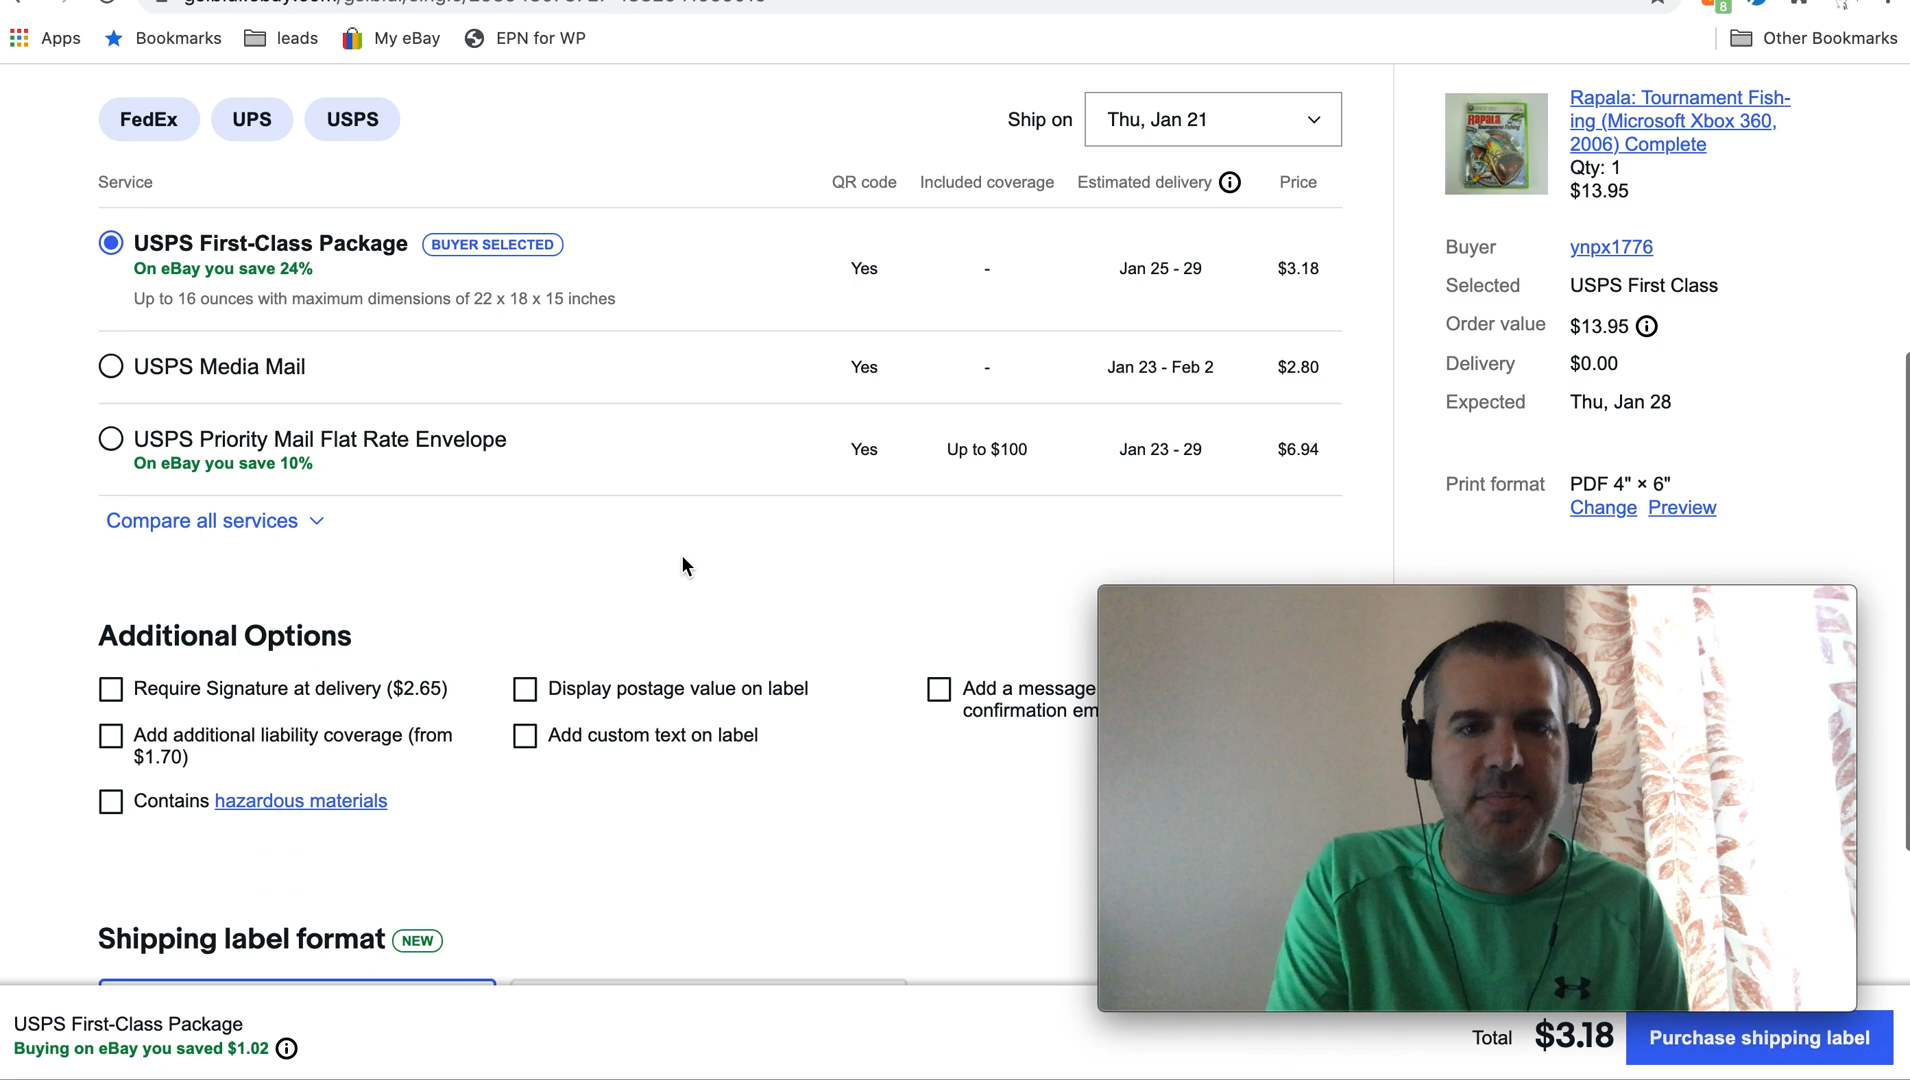 Apps
Bookmarks
leads
My eBay
EPN for WP
Other Bookmarks
8
FedEx
UPS
USPS
Ship on
Thu, Jan 21
Service
QR code
Included coverage
Estimated delivery
Price
USPS First-Class Package
BUYER SELECTED
On eBay you save 24%
Up to 16 ounces with maximum dimensions of 22 x 18 x 15 inches
Yes
-
Jan 25 - 29
$3.18
USPS Media Mail
Yes
-
Jan 23 - Feb 2
$2.80
USPS Priority Mail Flat Rate Envelope
On eBay you save 10%
Yes
Up to $100
Jan 23 - 29
$6.94
Compare all services
RAPALA
Rapala: Tournament Fish-
ing (Microsoft Xbox 360,
2006) Complete
Qty: 1
$13.95
Buyer
ynpx1776
Selected
USPS First Class
Order value
$13.95
Delivery
$0.00
Expected
Thu, Jan 28
Print format
PDF 4" × 6"
Change Preview
Additional Options
Require Signature at delivery ($2.65)
Add additional liability coverage (from
$1.70)
Contains hazardous materials
Display postage value on label
Add custom text on label
Add a message
confirmation em
Shipping label format
NEW
USPS First-Class Package
Buying on eBay you saved $1.02
Total
$3.18
Purchase shipping label